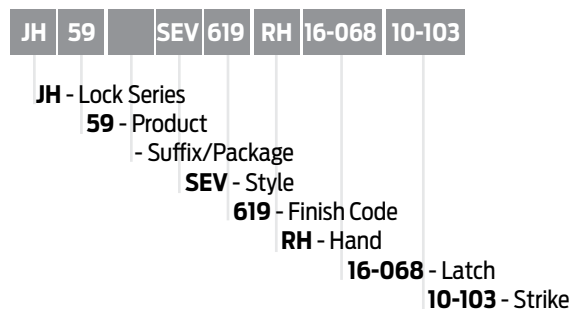 JH 59 SEV 619 RH 16-068 10-103
JH - Lock Series
59 - Product
- Suffix/Package
SEV - Style
619 - Finish Code
RH - Hand
16-068 - Latch
10-103 - Strike